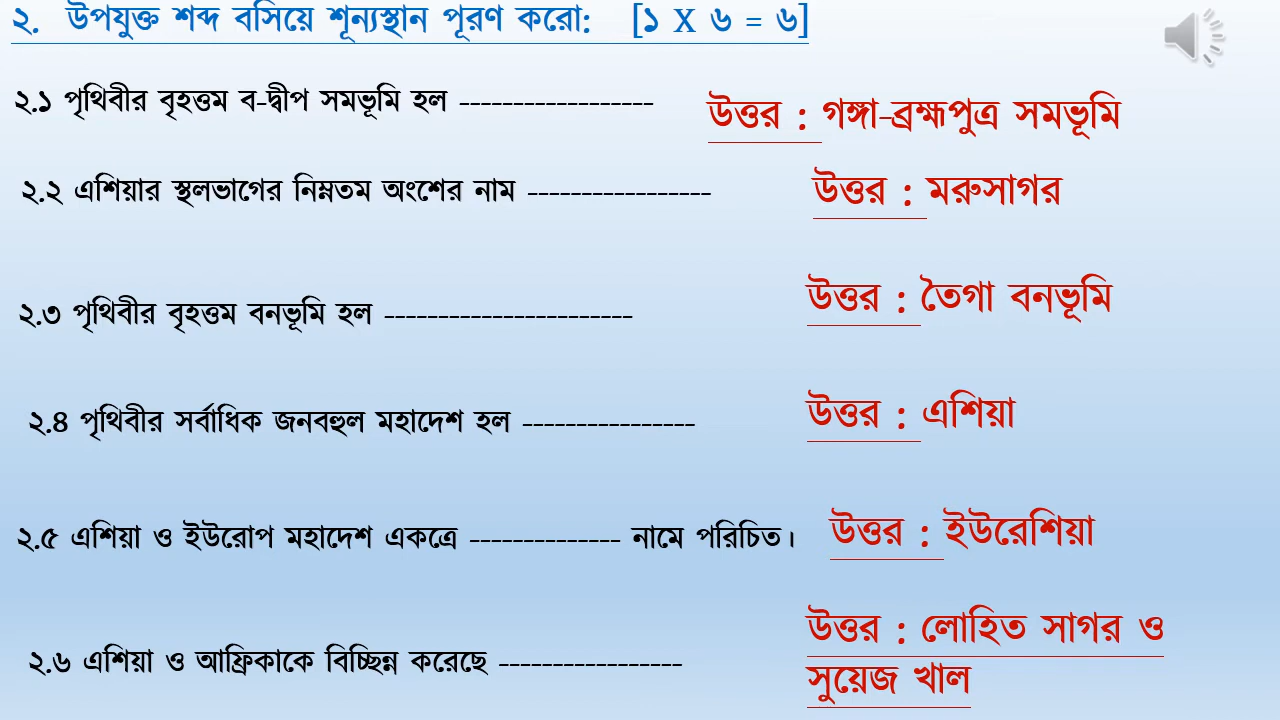 ২. উপযুক্ত শব্দ বসিয়ে শূন্যস্থান পূরণ করো: [১ X ৬ = ৬]
২.১ পৃথিবীর বৃহত্তম ব-দ্বীপ সমভূমি হল ------------------ উত্তর : গঙ্গা-ব্রহ্মপুত্র সমভূমি
২.২ এশিয়ার স্থলভাগের নিম্নতম অংশের নাম ----------------- উত্তর : মরুসাগর
২.৩ পৃথিবীর বৃহত্তম বনভূমি হল ----------------------- উত্তর : তৈগা বনভূমি
২.৪ পৃথিবীর সর্বাধিক জনবহুল মহাদেশ হল ---------------- উত্তর : এশিয়া
২.৫ এশিয়া ও ইউরোপ মহাদেশ একত্রে -------------- নামে পরিচিত। উত্তর : ইউরেশিয়া
২.৬ এশিয়া ও আফ্রিকাকে বিচ্ছিন্ন করেছে ----------------- উত্তর : লোহিত সাগর ও
সুয়েজ খাল